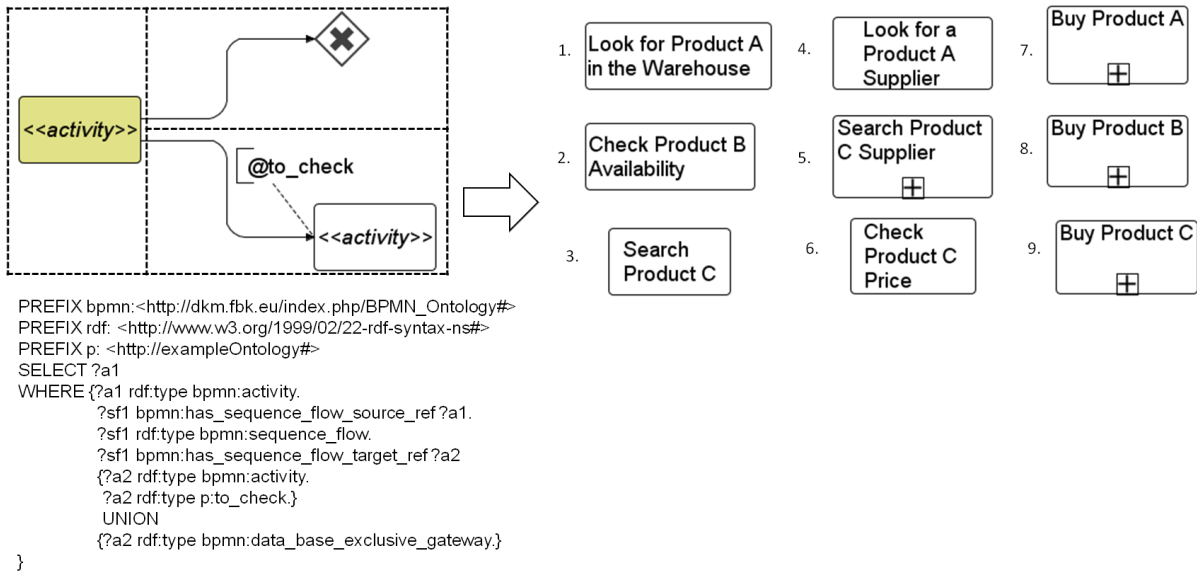 <<activity>>
@to_check
<<activity>>
1.
Look for Product A
in the Warehouse
2.
Check Product B
Availability
3.
Search
Product C
4.
Look for a
Product A
Supplier
5.
Search Product
C Supplier
6.
Check
Product C
Price
7.
Buy Product A
8.
Buy Product B
9.
Buy Product C
PREFIX bpmn:<http://dkm.fbk.eu/index.php/BPMN_Ontology#>
PREFIX rdf: <http://www.w3.org/1999/02/22-rdf-syntax-ns#>
PREFIX p: <http://exampleOntology#>
SELECT ?a1
WHERE {?a1 rdf:type bpmn:activity.
?sf1 bpmn:has_sequence_flow_source_ref ?a1.
?sf1 rdf:type bpmn:sequence_flow.
?sf1 bpmn:has_sequence_flow_target_ref ?a2
{?a2 rdf:type bpmn:activity.
?a2 rdf:type p:to_check.}
UNION
{?a2 rdf:type bpmn:data_base_exclusive_gateway.}
}